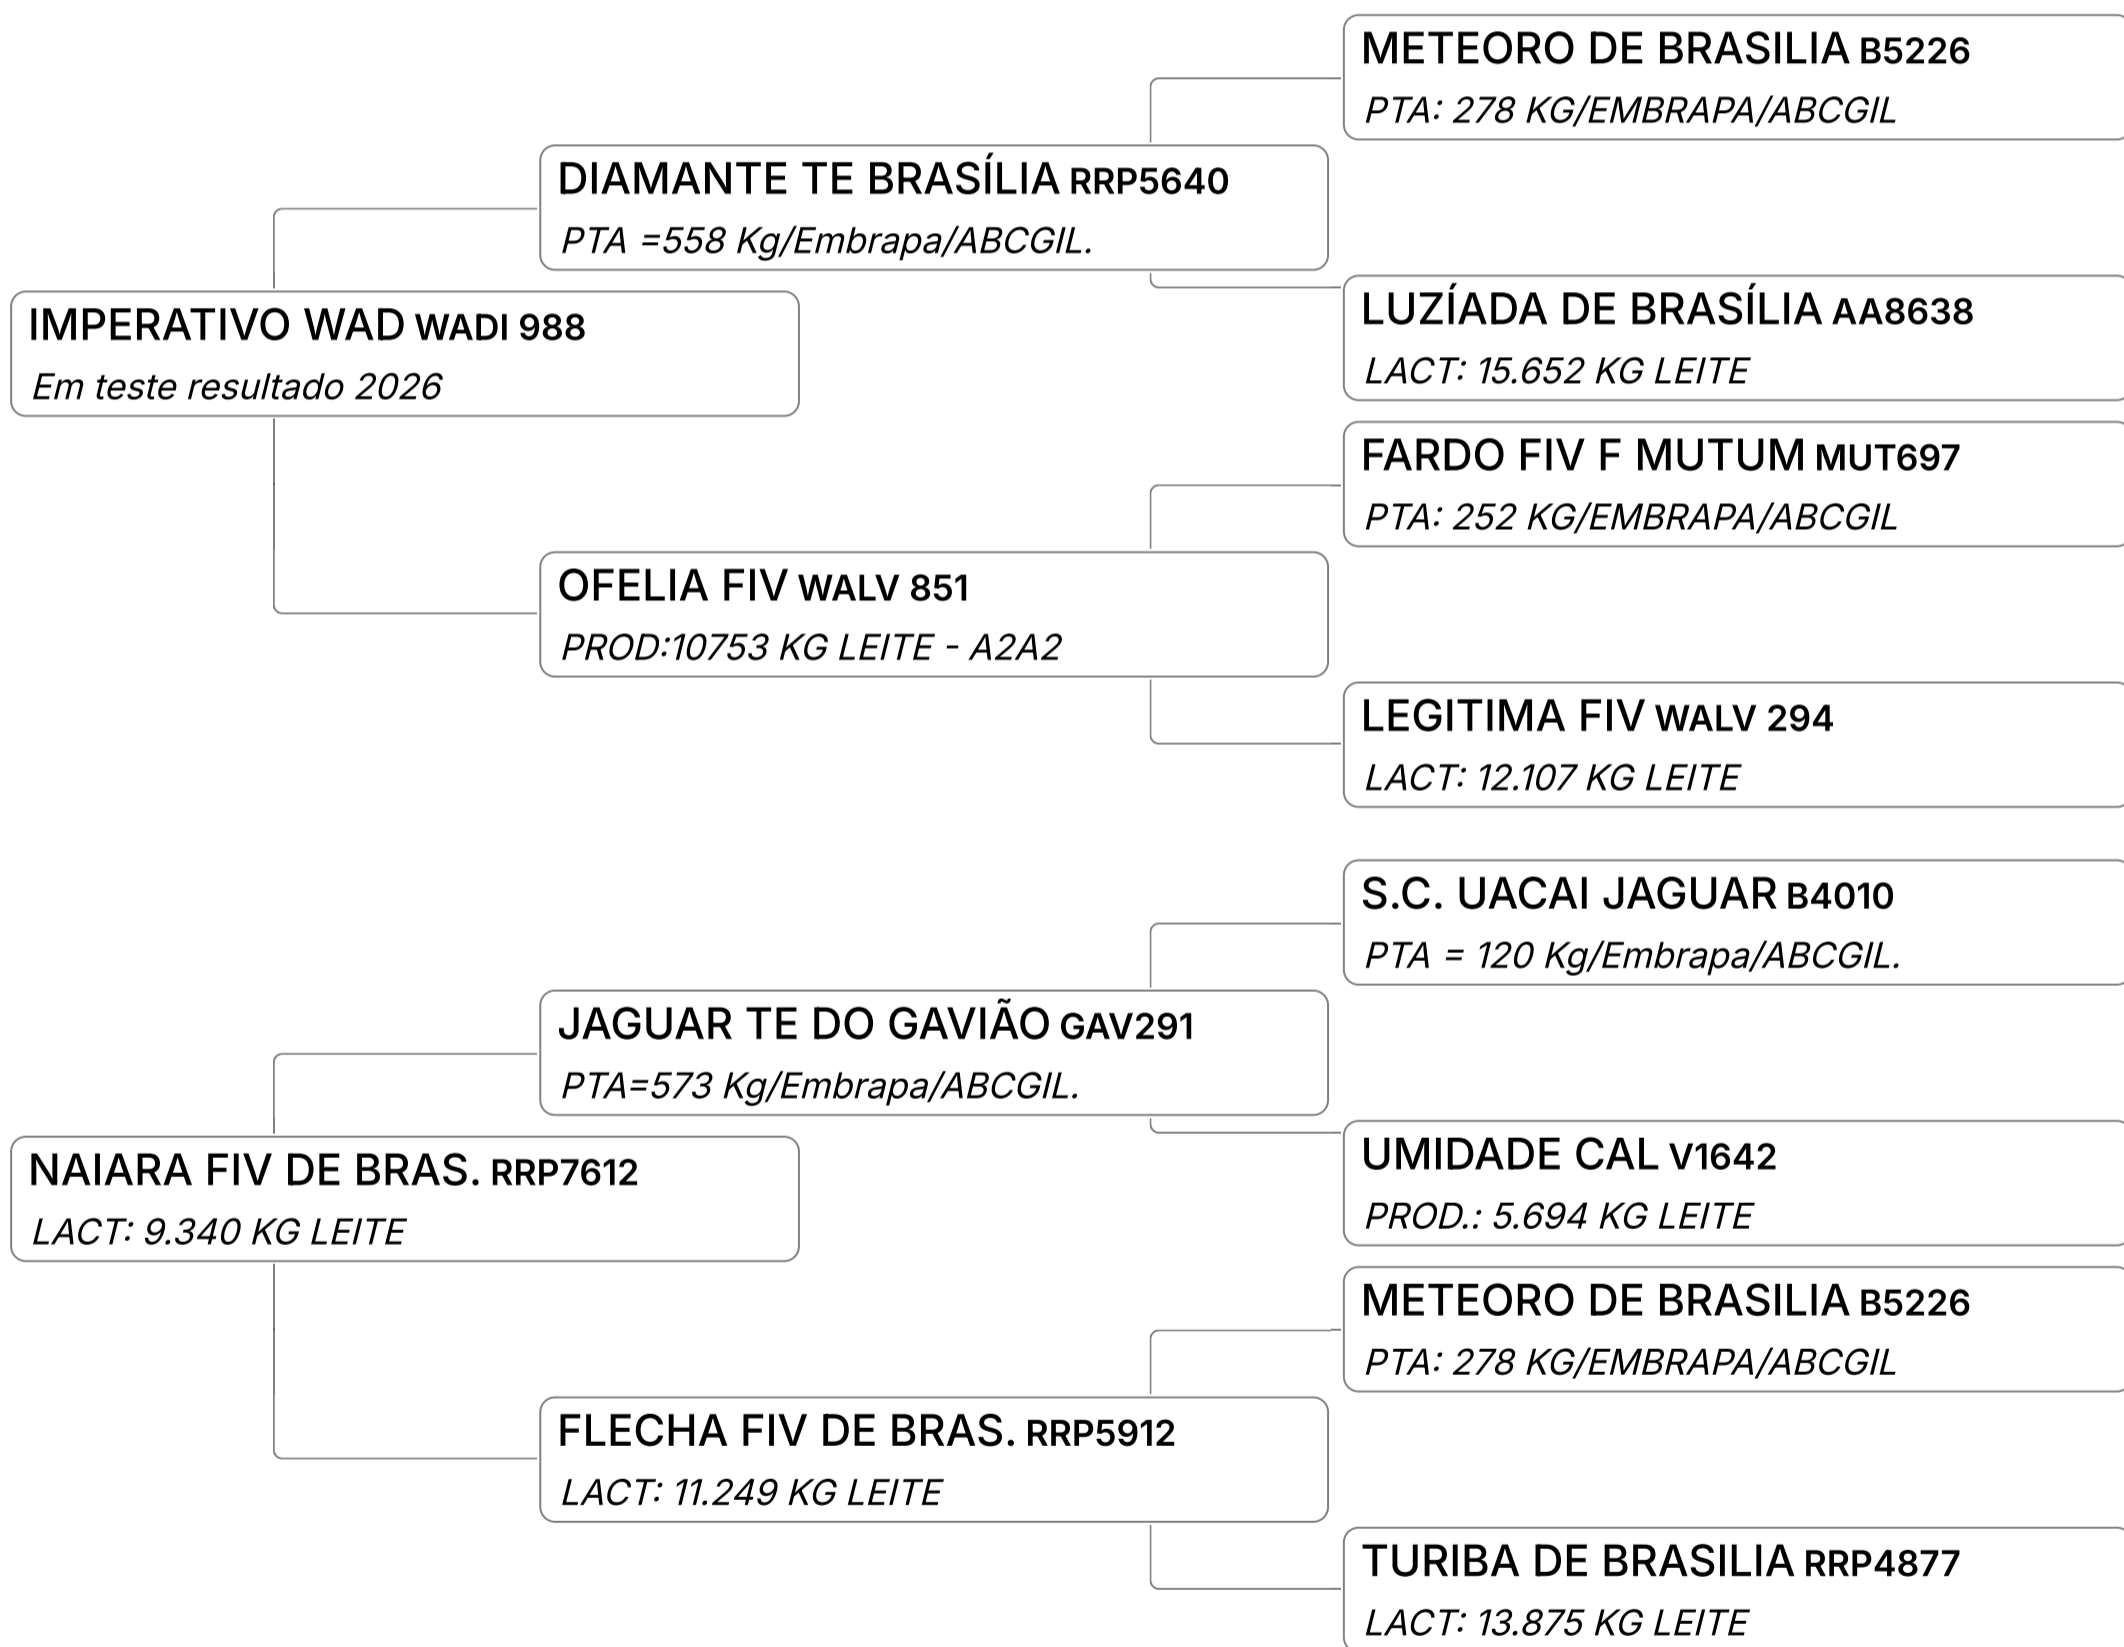 METEORO DE BRASILIA B5226
PTA: 278 KG/EMBRAPA/ABCGIL
DIAMANTE TE BRASÍLIA RRP5640
PTA =558 Kg/Embrapa/ABCGIL.
LUZÍADA DE BRASÍLIA AA8638
LACT: 15.652 KG LEITE
IMPERATIVO WAD WADI 988
Em teste resultado 2026
FARDO FIV F MUTUM MUT697
PTA: 252 KG/EMBRAPA/ABCGIL
OFELIA FIV WALV 851
PROD:10753 KG LEITE - A2A2
LEGITIMA FIV WALV 294
LACT: 12.107 KG LEITE
S.C. UACAI JAGUAR B4010
PTA = 120 Kg/Embrapa/ABCGIL.
JAGUAR TE DO GAVIÃO GAV291
PTA=573 Kg/Embrapa/ABCGIL.
UMIDADE CAL V1642
PROD.: 5.694 KG LEITE
NAIARA FIV DE BRAS. RRP7612
LACT: 9.340 KG LEITE
METEORO DE BRASILIA B5226
PTA: 278 KG/EMBRAPA/ABCGIL
FLECHA FIV DE BRAS. RRP5912
LACT: 11.249 KG LEITE
TURIBA DE BRASILIA RRP4877
LACT: 13.875 KG LEITE